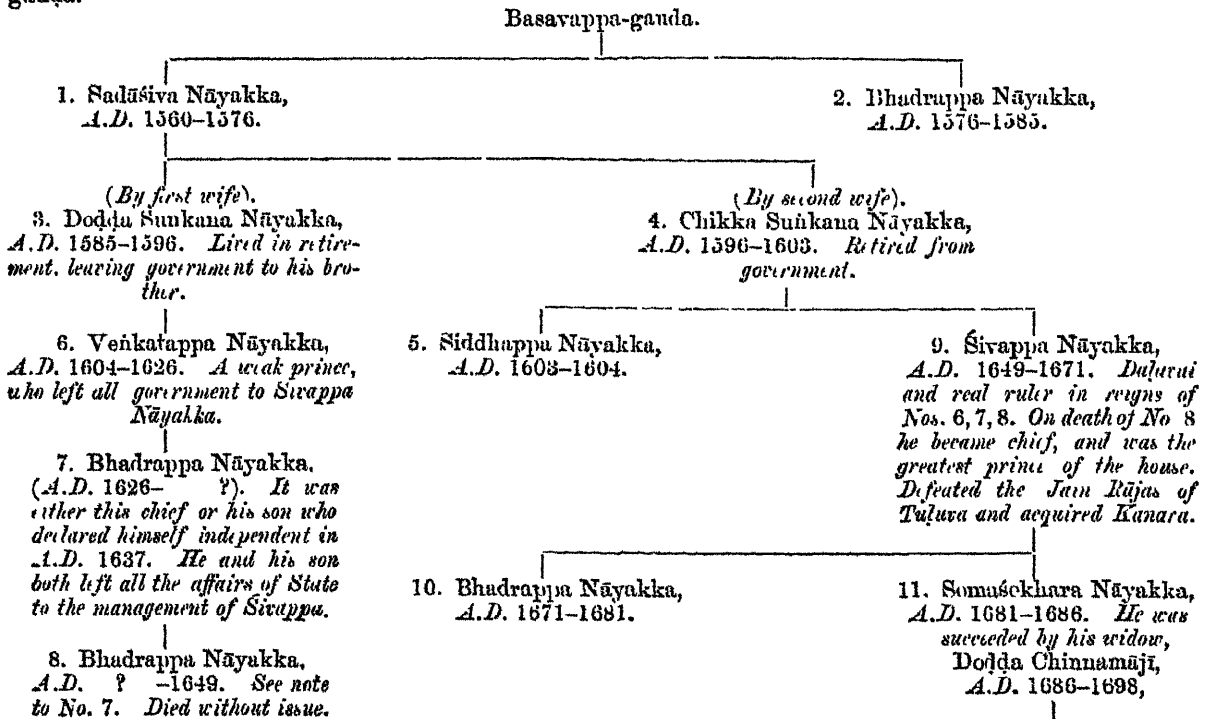 gauḍa.
Basavappa-gauda.
1. Sadāśiva Nāyakka,
A.D. 1560–1576.
2. Bhadrappa Nāyakka,
A.D. 1576–1585.
(By first wife).
3. Doḍḍa Sunkana Nāyakka,
A.D. 1585–1596. Lived in retire-
ment, leaving government to his bro-
ther.
(By second wife).
4. Chikka Suṅkana Nāyakka,
A.D. 1596–1603. Retired from
government.
6. Veṅkaṭappa Nāyakka,
A.D. 1604–1626. A weak prince,
who left all government to Sivappa
Nāyakka.
5. Siddhappa Nāyakka,
A.D. 1603–1604.
9. Śivappa Nāyakka,
A.D. 1649–1671. Daḷavai
and real ruler in reigns of
Nos. 6, 7, 8. On death of No 8
he became chief, and was the
greatest prince of the house.
Defeated the Jain Rājas of
Tuḷuva and acquired Kanara.
7. Bhadrappa Nāyakka.
(A.D. 1626– ?). It was
either this chief or his son who
declared himself independent in
A.D. 1637. He and his son
both left all the affairs of State
to the management of Śivappa.
8. Bhadrappa Nāyakka,
A.D. ? –1649. See note
to No. 7. Died without issue.
10. Bhadrappa Nāyakka,
A.D. 1671–1681.
11. Somaśekhara Nāyakka,
A.D. 1681–1686. He was
succeeded by his widow,
Doḍḍa Chinnamājī,
A.D. 1686–1698,